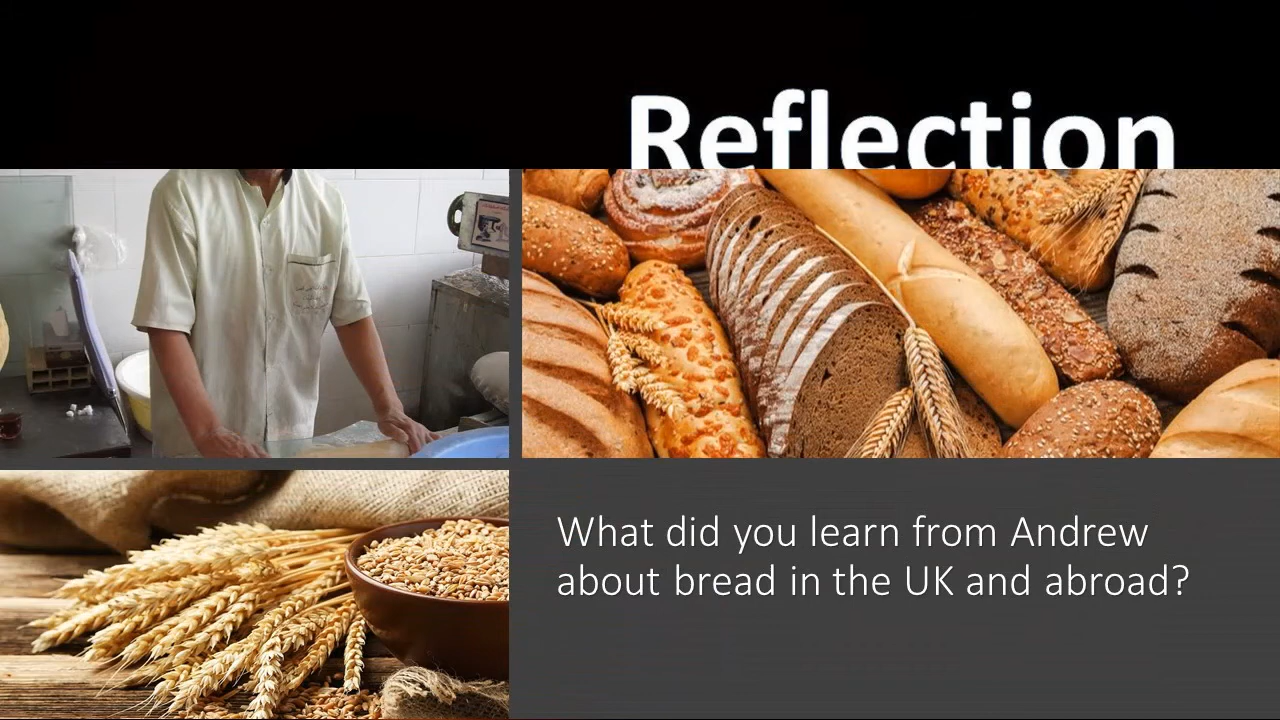 Reflection
What did you learn from Andrew
about bread in the UK and abroad?